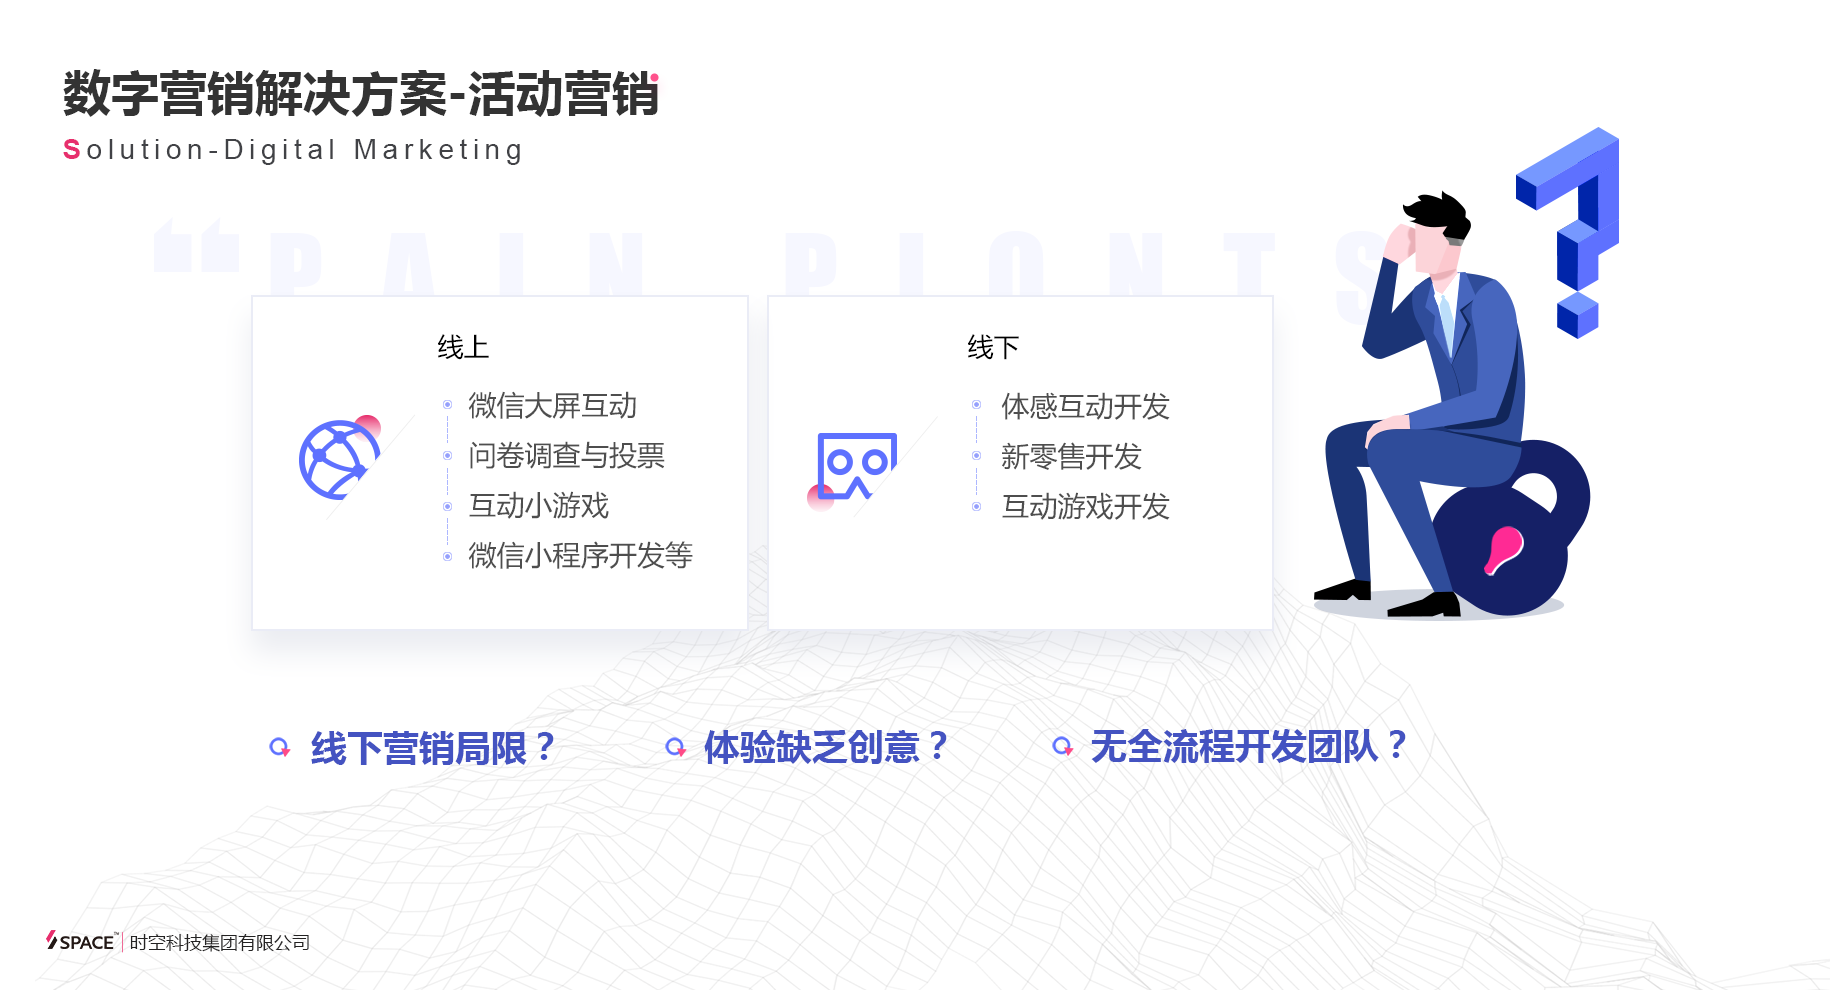 数字营销解决方案-活动营销
Solution-Digital Marketing
“PAIN PIONTS
线上
微信大屏互动
问卷调查与投票
互动小游戏
微信小程序开发等
线下
体感互动开发
新零售开发
互动游戏开发
线下营销局限？
体验缺乏创意？
无全流程开发团队？
SPACE™ 时空科技集团有限公司